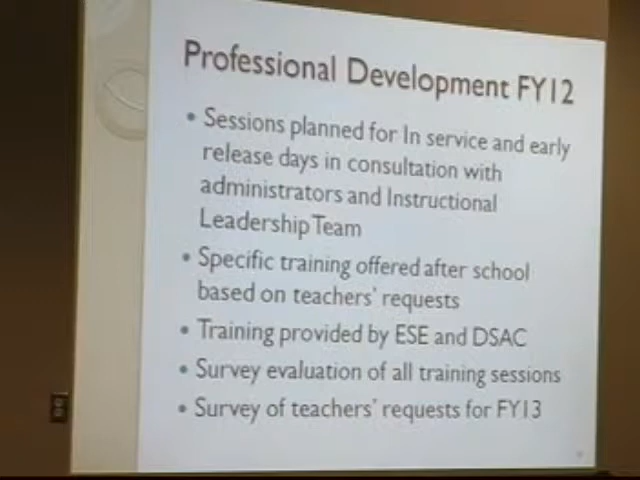 Professional Development FY12
• Sessions planned for In service and early
release days in consultation with
administrators and Instructional
Leadership Team
• Specific training offered after school
based on teachers' requests
• Training provided by ESE and DSAC
• Survey evaluation of all training sessions
• Survey of teachers' requests for FY13